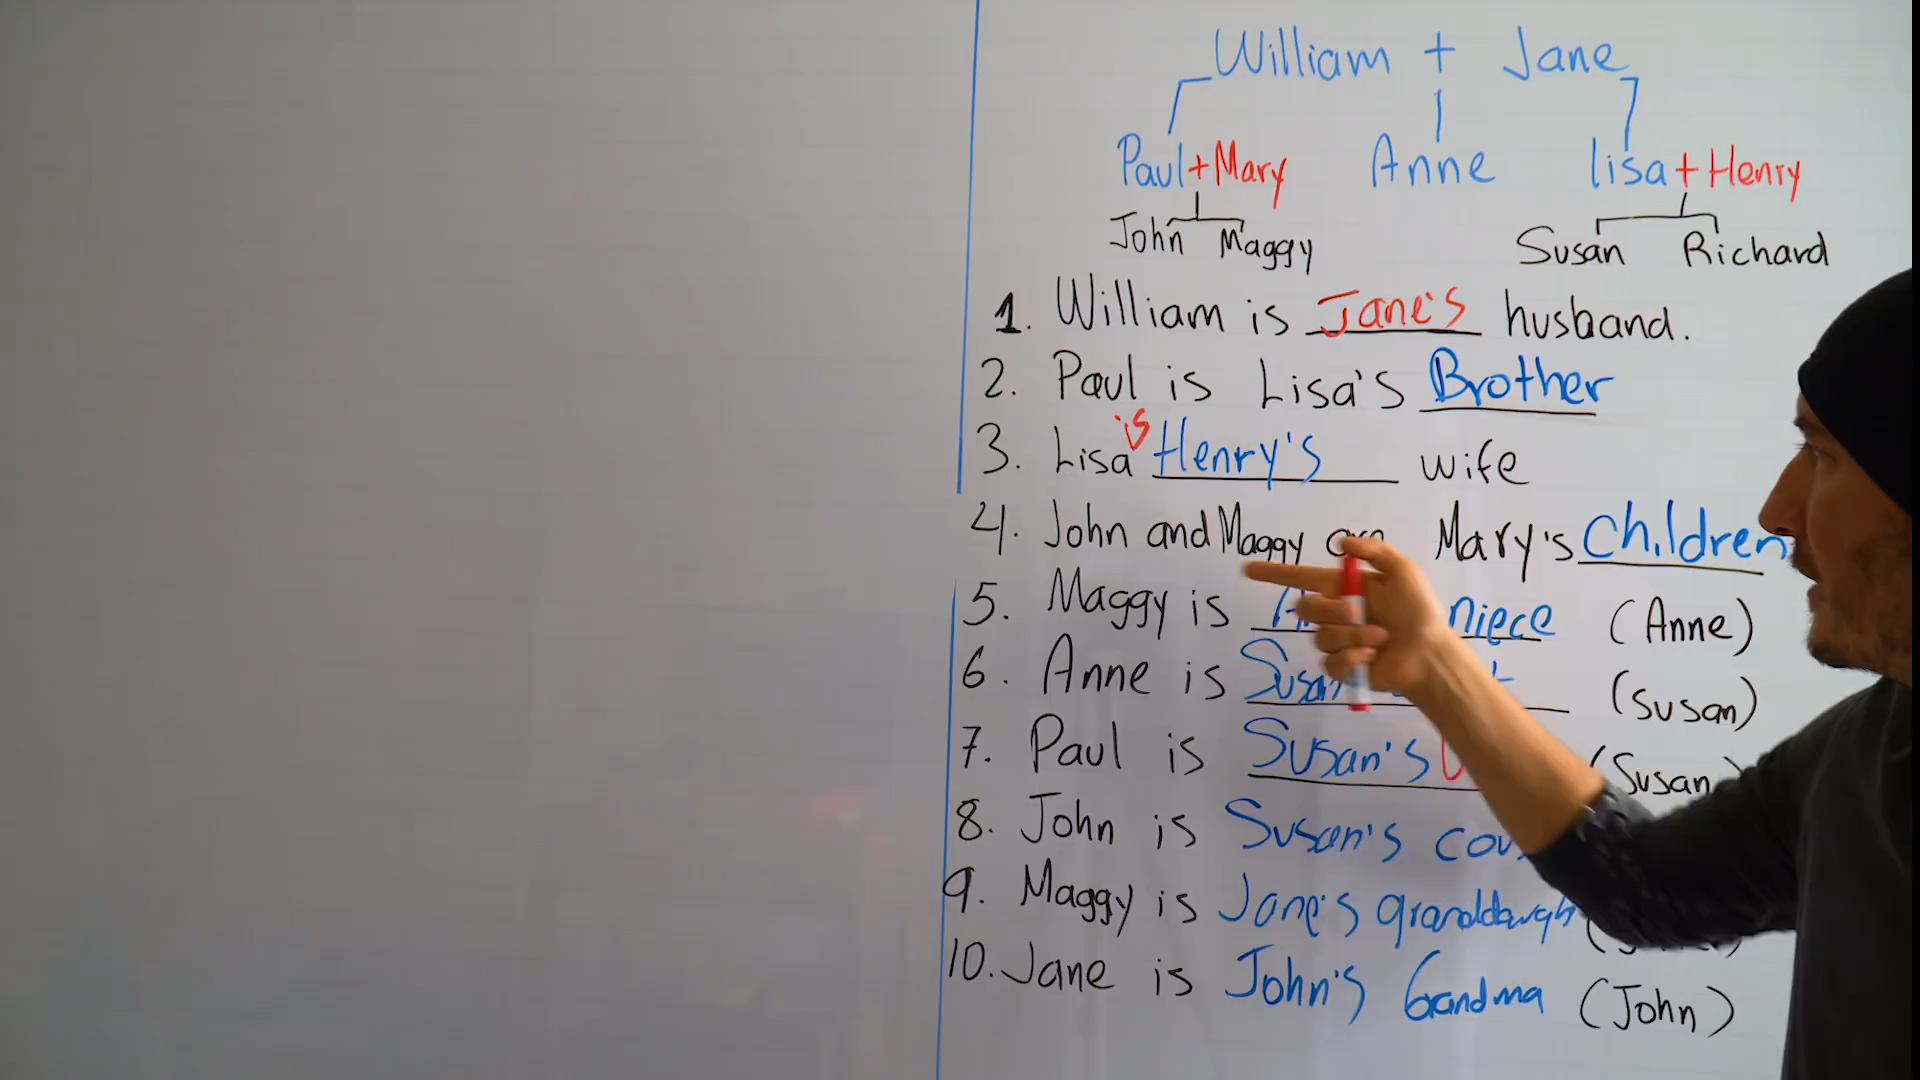 William + Jane
Paul + Mary Anne lisa + Henry
John Maggy Susan Richard
1. William is Jane's husband.
2. Paul is Lisa's Brother
3. Lisa is Henry's wife
4. John and Maggy Mary's children
5. Maggy is niece (Anne)
6. Anne is (Susan)
7. Paul is Susan's (Susan)
8. John is Susan's
9. Maggy is Jane's
10. Jane is John's Grandma (John)